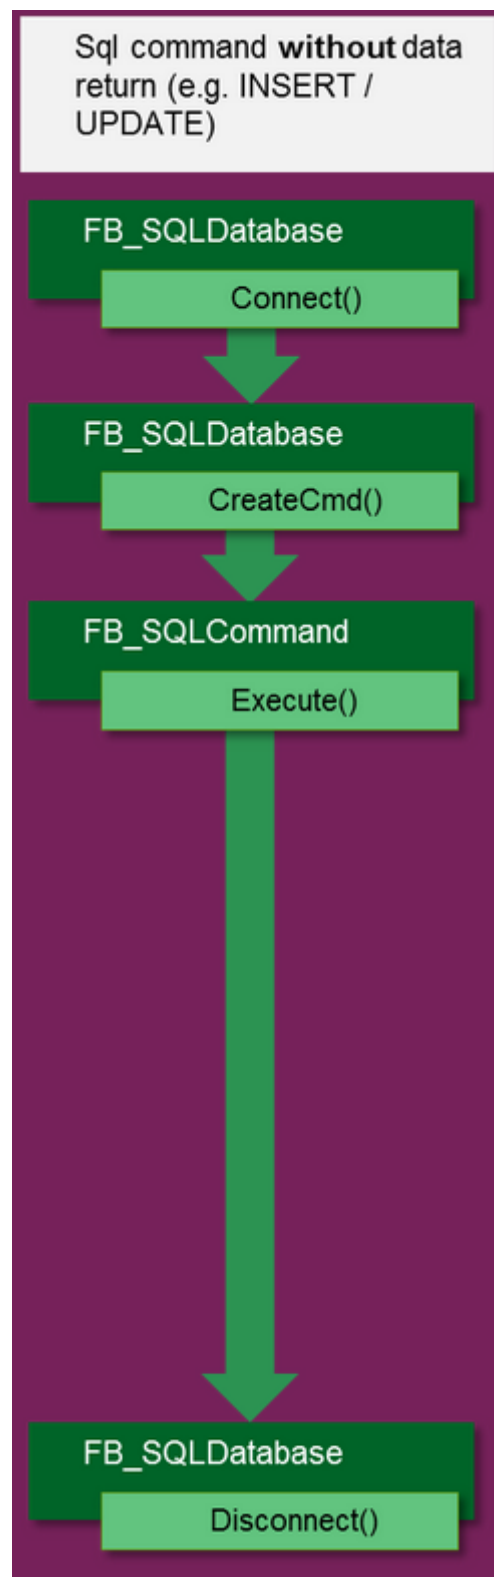 Sql command without data
return (e.g. INSERT /
UPDATE)
FB_SQLDatabase
Connect()
FB_SQLDatabase
CreateCmd()
FB_SQLCommand
Execute()
FB_SQLDatabase
Disconnect()